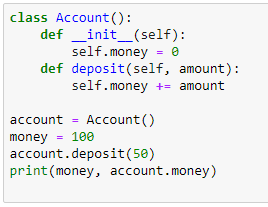 class Account():
    def __init__(self):
        self.money = 0
    def deposit(self, amount):
        self.money += amount

account = Account()
money = 100
account.deposit(50)
print(money, account.money)